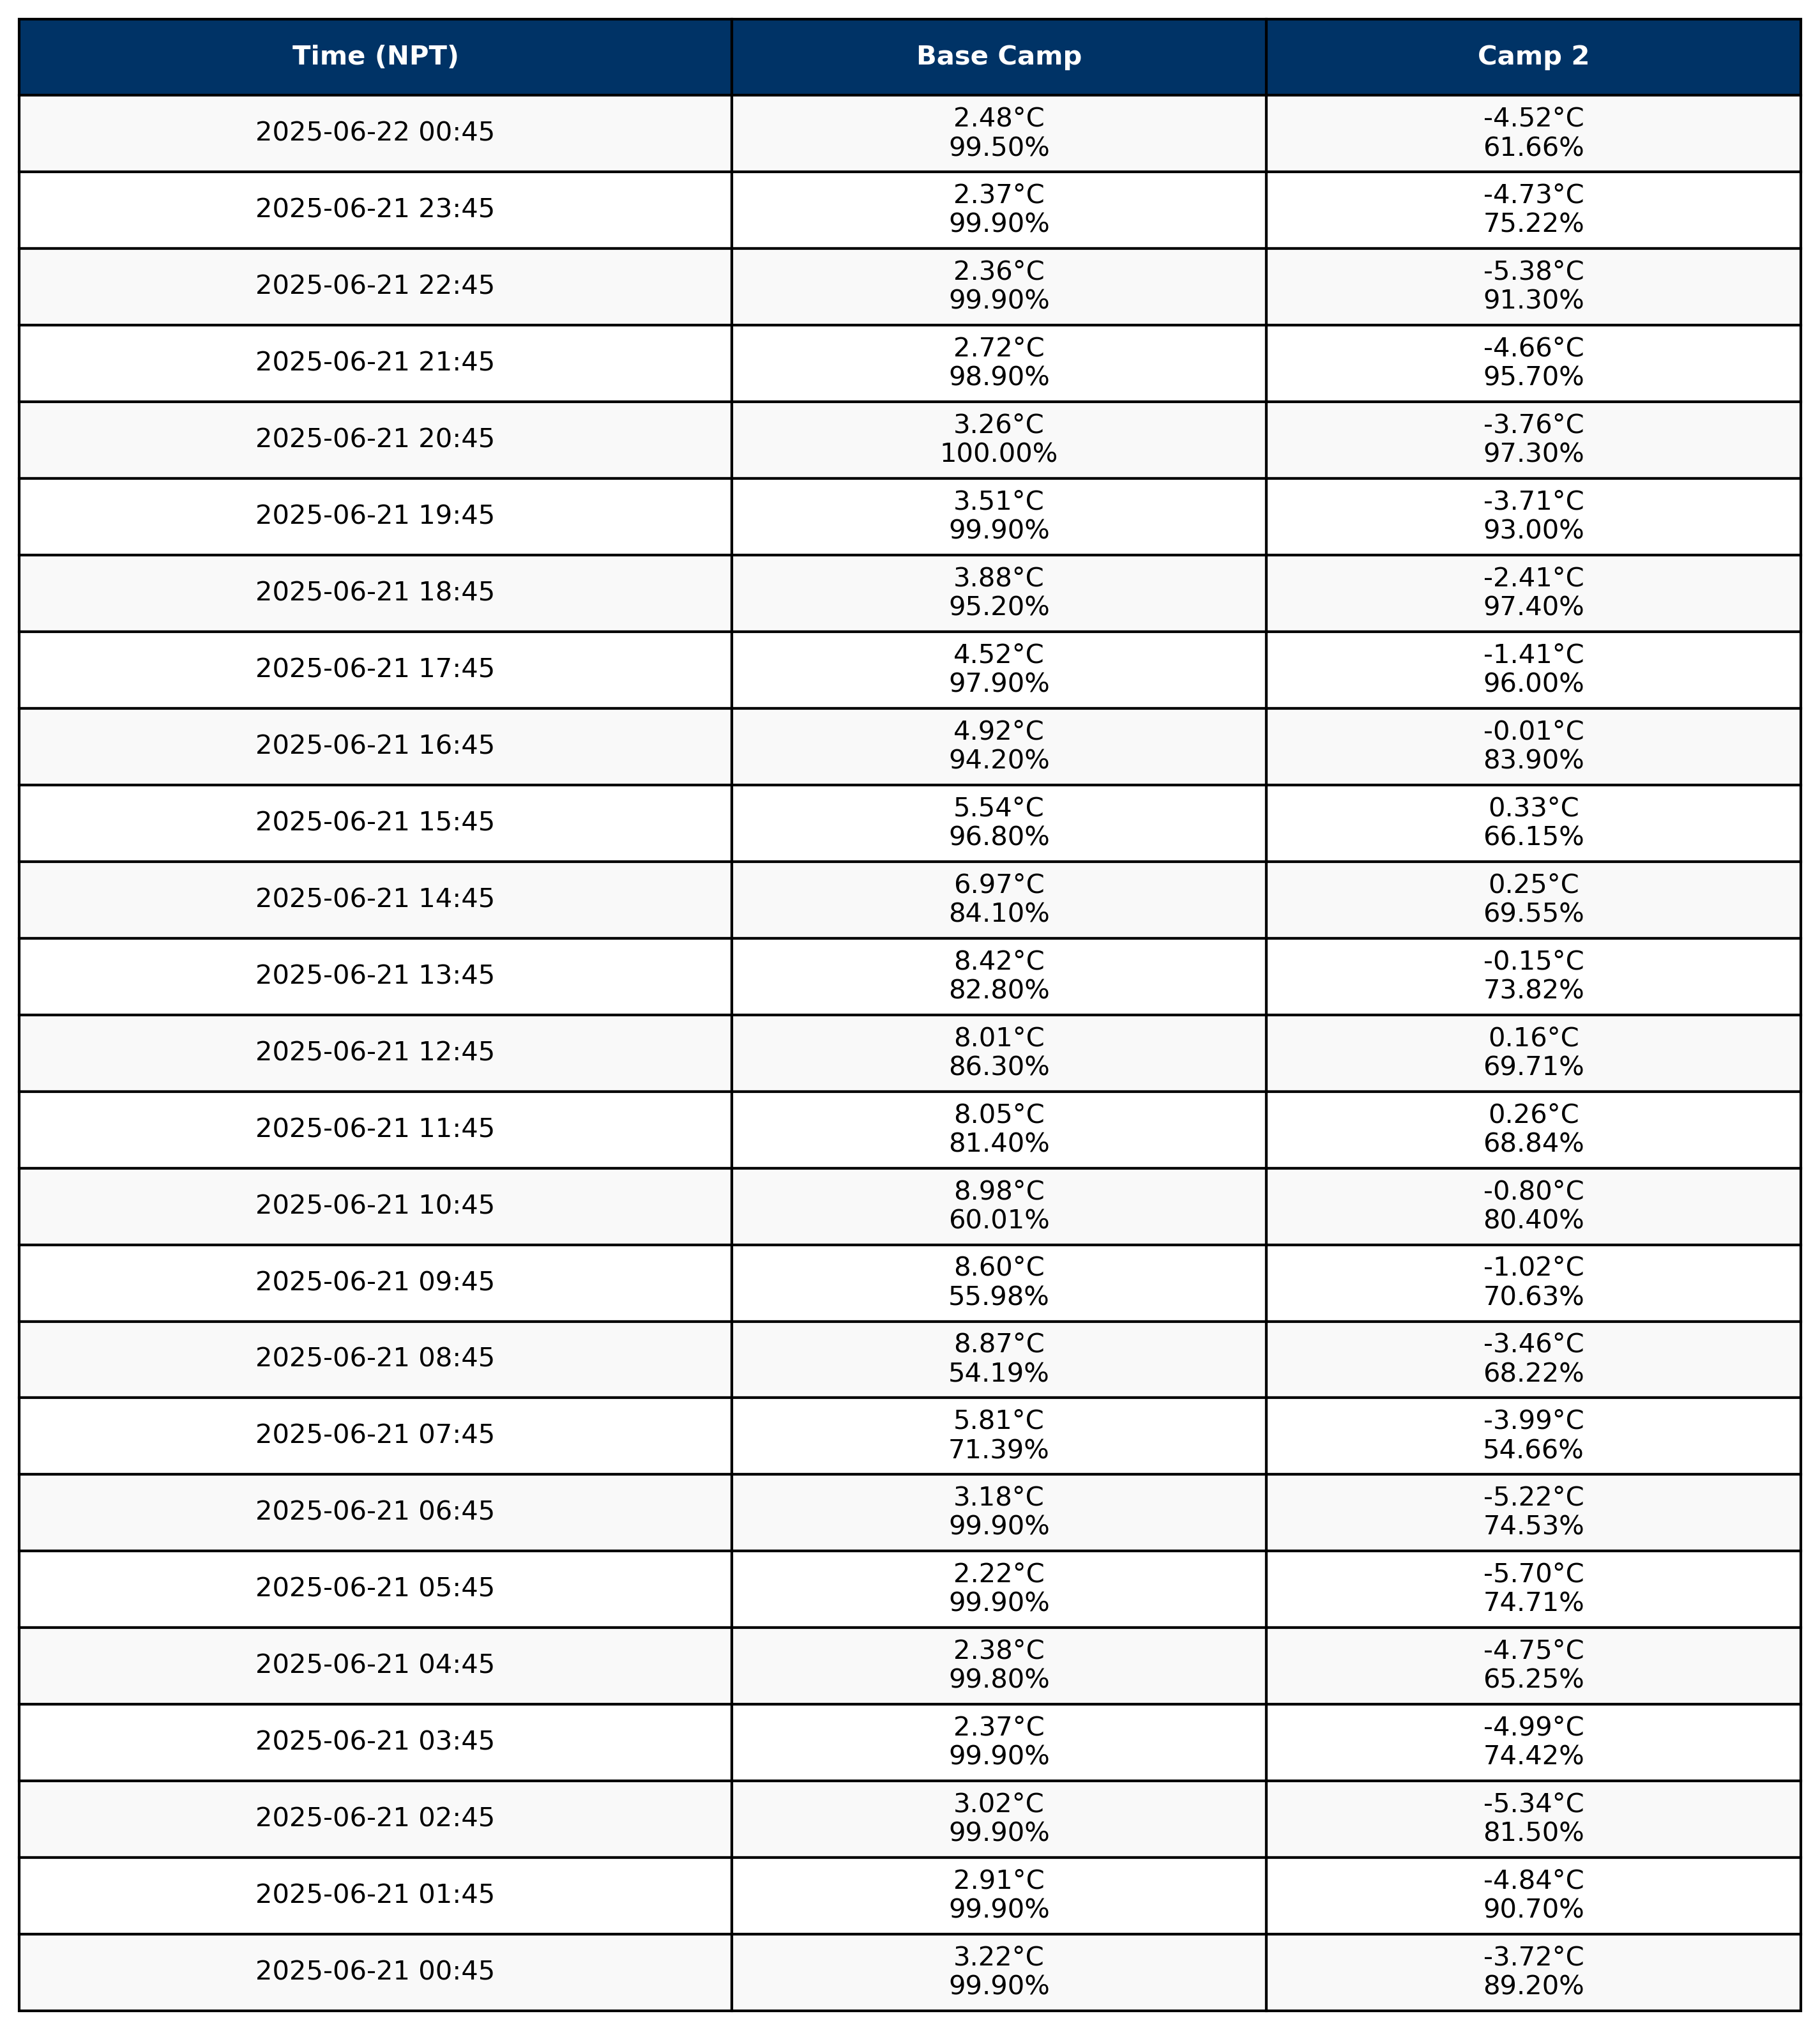 Time (NPT) Base Camp Camp 2
2025-06-22 00:45 2.48°C -4.52°C
99.50% 61.66%
2025-06-21 23:45 2.37°C -4.73°C
99.90% 75.22%
2025-06-21 22:45 2.36°C -5.38°C
99.90% 91.30%
2025-06-21 21:45 2.72°C -4.66°C
98.90% 95.70%
2025-06-21 20:45 3.26°C -3.76°C
100.00% 97.30%
2025-06-21 19:45 3.51°C -3.71°C
99.90% 93.00%
2025-06-21 18:45 3.88°C -2.41°C
95.20% 97.40%
2025-06-21 17:45 4.52°C -1.41°C
97.90% 96.00%
2025-06-21 16:45 4.92°C -0.01°C
94.20% 83.90%
2025-06-21 15:45 5.54°C 0.33°C
96.80% 66.15%
2025-06-21 14:45 6.97°C 0.25°C
84.10% 69.55%
2025-06-21 13:45 8.42°C -0.15°C
82.80% 73.82%
2025-06-21 12:45 8.01°C 0.16°C
86.30% 69.71%
2025-06-21 11:45 8.05°C 0.26°C
81.40% 68.84%
2025-06-21 10:45 8.98°C -0.80°C
60.01% 80.40%
2025-06-21 09:45 8.60°C -1.02°C
55.98% 70.63%
2025-06-21 08:45 8.87°C -3.46°C
54.19% 68.22%
2025-06-21 07:45 5.81°C -3.99°C
71.39% 54.66%
2025-06-21 06:45 3.18°C -5.22°C
99.90% 74.53%
2025-06-21 05:45 2.22°C -5.70°C
99.90% 74.71%
2025-06-21 04:45 2.38°C -4.75°C
99.80% 65.25%
2025-06-21 03:45 2.37°C -4.99°C
99.90% 74.42%
2025-06-21 02:45 3.02°C -5.34°C
99.90% 81.50%
2025-06-21 01:45 2.91°C -4.84°C
99.90% 90.70%
2025-06-21 00:45 3.22°C -3.72°C
99.90% 89.20%